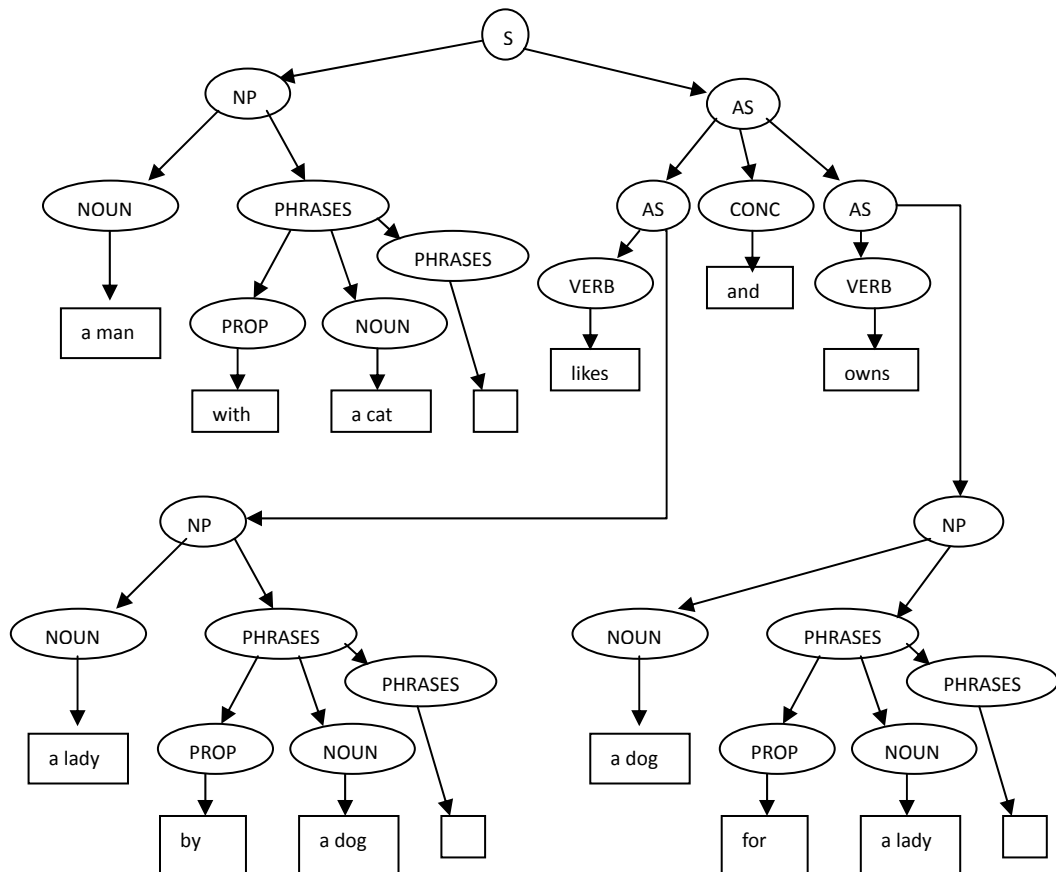 S
NP
AS
NOUN
PHRASES
AS
CONC
AS
PHRASES
VERB
and
VERB
a man
PROP
NOUN
likes
owns
with
a cat
NP
NP
NOUN
PHRASES
NOUN
PHRASES
PHRASES
PHRASES
a lady
PROP
NOUN
a dog
PROP
NOUN
by
a dog
for
a lady